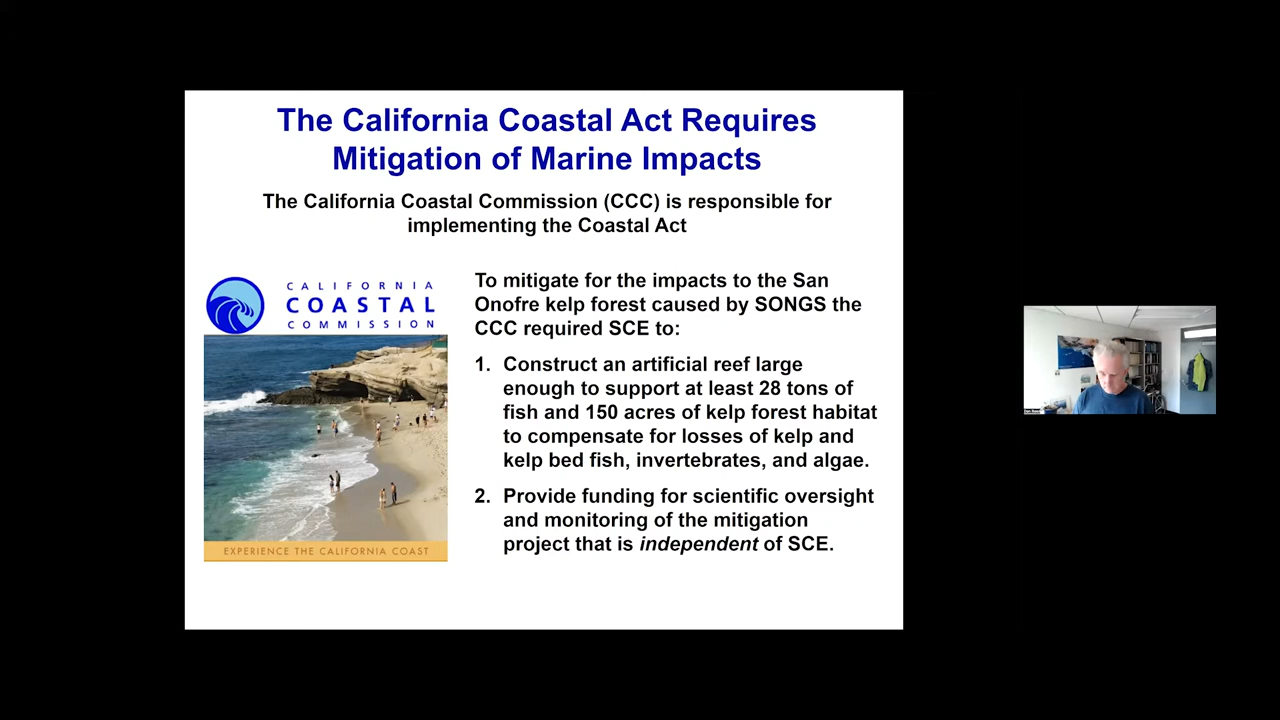 The California Coastal Act Requires
Mitigation of Marine Impacts
The California Coastal Commission (CCC) is responsible for
implementing the Coastal Act
CALIFORNIA
COASTAL
COMMISSION
EXPERIENCE THE CALIFORNIA COAST
To mitigate for the impacts to the San
Onofre kelp forest caused by SONGS the
CCC required SCE to:
1. Construct an artificial reef large
enough to support at least 28 tons of
fish and 150 acres of kelp forest habitat
to compensate for losses of kelp and
kelp bed fish, invertebrates, and algae.
2. Provide funding for scientific oversight
and monitoring of the mitigation
project that is independent of SCE.